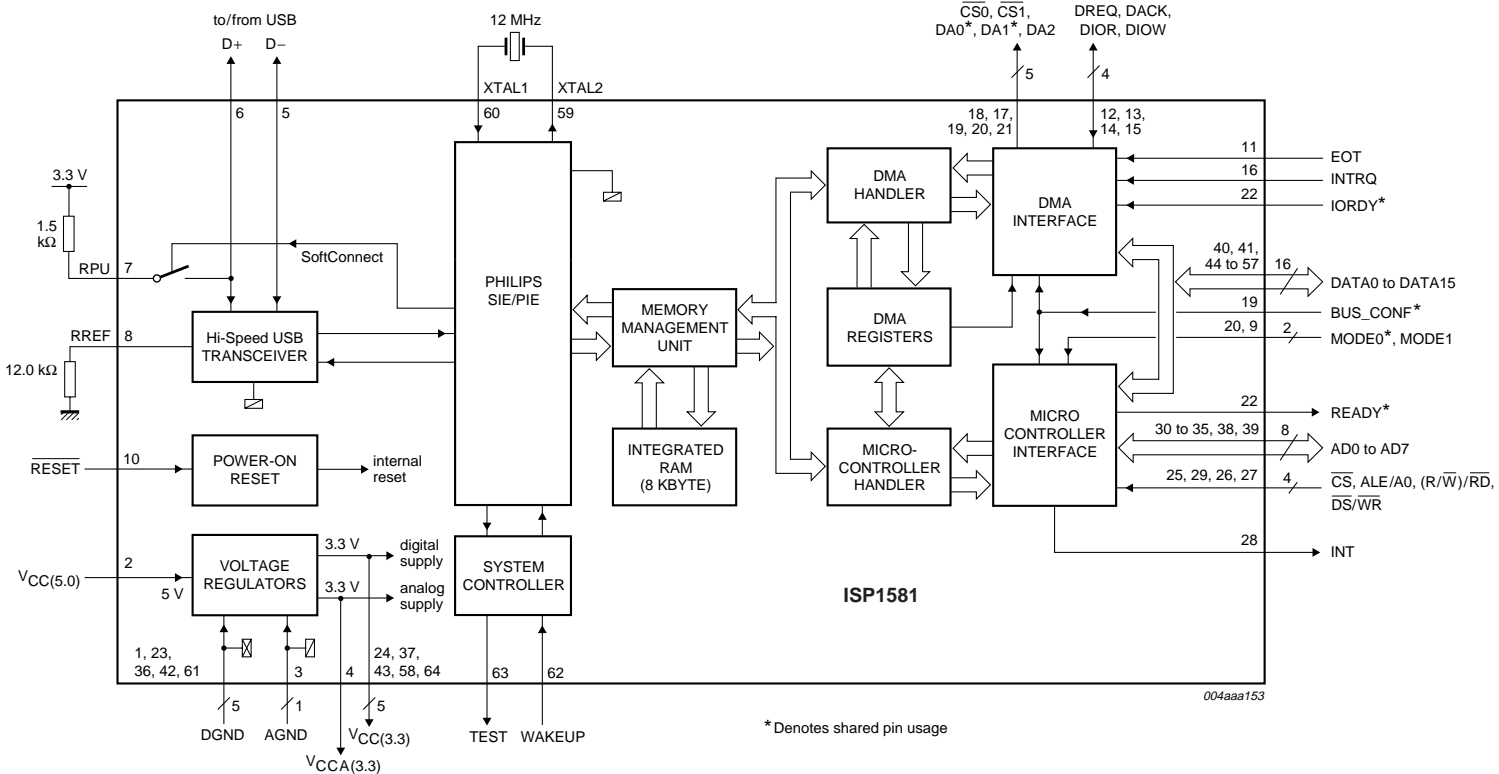 to/from USB
D+ D−
12 MHz
XTAL1 XTAL2
C̅S̅0̅, C̅S̅1̅,
DA0*, DA1*, DA2
DREQ, DACK,
DIOR, DIOW
5
4
6
5
60
59
18, 17,
19, 20, 21
12, 13,
14, 15
3.3 V
1.5
kΩ
RPU
7
SoftConnect
RREF
8
12.0 kΩ
Hi-Speed USB
TRANSCEIVER
PHILIPS
SIE/PIE
MEMORY
MANAGEMENT
UNIT
INTEGRATED
RAM
(8 KBYTE)
DMA
HANDLER
DMA
REGISTERS
MICRO-
CONTROLLER
HANDLER
DMA
INTERFACE
MICRO
CONTROLLER
INTERFACE
11
EOT
16
INTRQ
22
IORDY*
40, 41,
44 to 57
16
DATA0 to DATA15
19
BUS_CONF*
20, 9
2
MODE0*, MODE1
22
READY*
30 to 35, 38, 39
8
AD0 to AD7
25, 29, 26, 27
4
C̅S̅, ALE/A0, (R/W̅)/R̅D̅,
D̅S̅/W̅R̅
28
INT
R̅E̅S̅E̅T̅
10
POWER-ON
RESET
internal
reset
VCC(5.0)
2
5 V
VOLTAGE
REGULATORS
3.3 V
digital
supply
3.3 V
analog
supply
SYSTEM
CONTROLLER
ISP1581
1, 23,
36, 42, 61
3
4
24, 37,
43, 58, 64
63
62
5
1
5
DGND
AGND
VCC(3.3)
VCCA(3.3)
TEST
WAKEUP
004aaa153
* Denotes shared pin usage